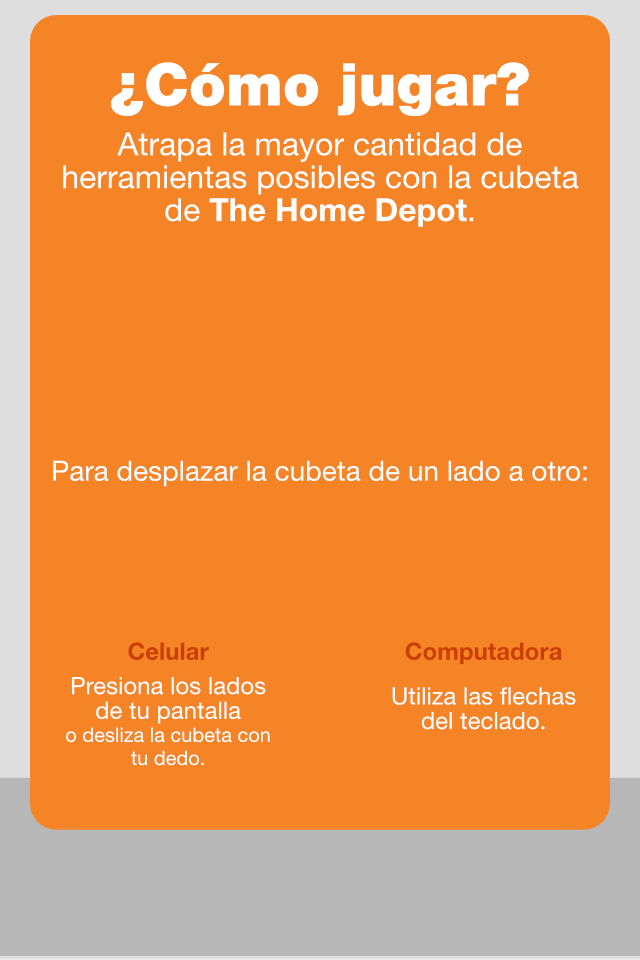 ¿Cómo jugar?
Atrapa la mayor cantidad de
herramientas posibles con la cubeta
de The Home Depot.
Para desplazar la cubeta de un lado a otro:
Celular
Presiona los lados
de tu pantalla
o desliza la cubeta con
tu dedo.
Computadora
Utiliza las flechas
del teclado.